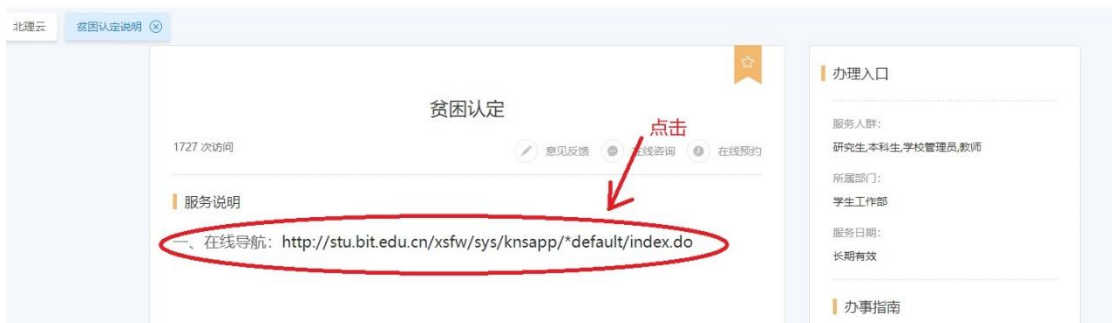 北理云 贫困认定说明
贫困认定
点击
1727 次访问 意见反馈 在线咨询 在线预约
服务说明
一、在线导航：http://stu.bit.edu.cn/xsfw/sys/knsapp/*default/index.do
办理入口
服务人群：
研究生,本科生,学校管理员,教师
所属部门：
学生工作部
服务日期：
长期有效
办事指南